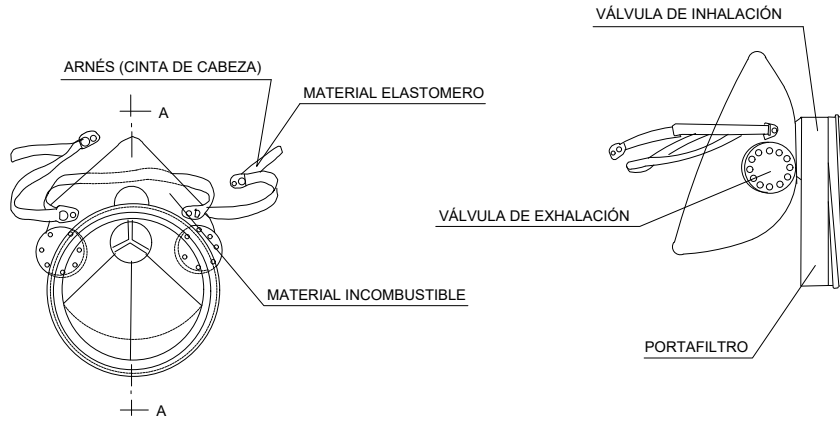 VÁLVULA DE INHALACIÓN
ARNÉS (CINTA DE CABEZA)
MATERIAL ELASTOMERO
A
VÁLVULA DE EXHALACIÓN
MATERIAL INCOMBUSTIBLE
PORTAFILTRO
A